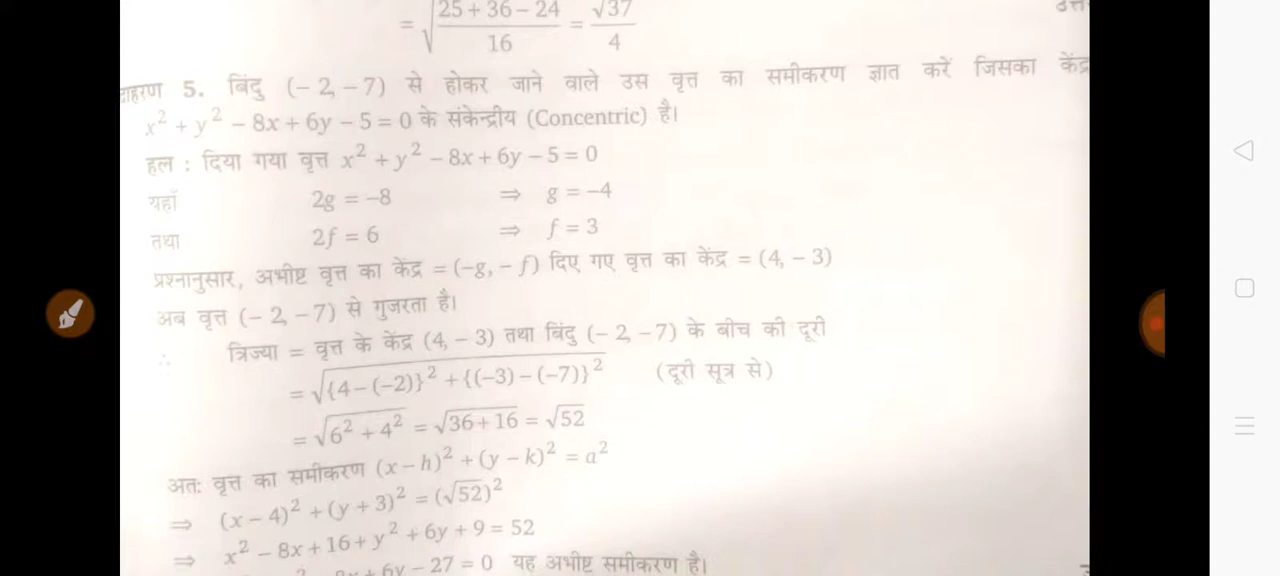 = √(25 + 36 − 24 / 16) = √37 / 4
उदाहरण 5. बिंदु (− 2, − 7) से होकर जाने वाले उस वृत्त का समीकरण ज्ञात करें जिसका केंद्र
x² + y² − 8x + 6y − 5 = 0 के संकेन्द्रीय (Concentric) है।
हल : दिया गया वृत्त x² + y² − 8x + 6y − 5 = 0
यहाँ 2g = −8 ⇒ g = −4
तथा 2f = 6 ⇒ f = 3
प्रश्नानुसार, अभीष्ट वृत्त का केंद्र = (−g, − f) दिए गए वृत्त का केंद्र = (4, − 3)
अब वृत्त (− 2, − 7) से गुजरता है।
∴ त्रिज्या = वृत्त के केंद्र (4, − 3) तथा बिंदु (− 2, − 7) के बीच की दूरी
= √{4 − (−2)}² + {(−3) − (−7)}² (दूरी सूत्र से)
= √6² + 4² = √36 + 16 = √52
अतः वृत्त का समीकरण (x − h)² + (y − k)² = a²
⇒ (x − 4)² + (y + 3)² = (√52)²
⇒ x² − 8x + 16 + y² + 6y + 9 = 52
6y − 27 = 0 यह अभीष्ट समीकरण है।